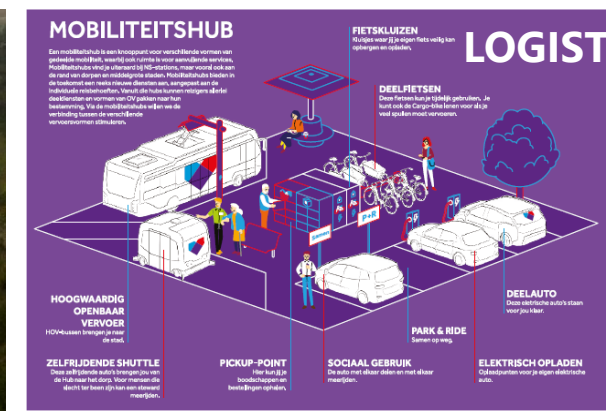 MOBILITEITSHUB
Een mobiliteitshub is een knooppunt voor verschillende vormen van
gedeelde mobiliteit, waarbij ook ruimte is voor aanvullende services.
Mobiliteitshubs vind je uiteraard bij NS-stations, maar vooral ook aan
de rand van dorpen en middelgrote steden. Mobiliteitshubs bieden in
de toekomst een reeks nieuwe diensten aan, aangepast aan de
individuele reisbehoeften. Vanuit die hubs kunnen reizigers allerlei
deeldiensten en vormen van OV pakken naar hun
bestemming. Via de mobiliteitshubs willen we de
verbinding tussen de verschillende
vervoersvormen stimuleren.
FIETSKLUIZEN
Kluisjes waar jij je eigen fiets veilig kan
opbergen en opladen.
LOGIST
DEELFIETSEN
Deze fietsen kun je tijdelijk gebruiken. Je
kunt ook de Cargo-bike lenen voor als je
veel spullen moet vervoeren.
P+R
Samen
HOOGWAARDIG
OPENBAAR
VERVOER
HOV-bussen brengen je naar
de stad.
DEELAUTO
Deze elektrische auto's staan
voor jou klaar.
PARK & RIDE
Samen op weg.
ZELFRIJDENDE SHUTTLE
Deze zelfrijdende auto's brengen jou van
de Hub naar het dorp. Voor mensen die
slecht ter been zijn kan een steward
meerijden.
PICKUP-POINT
Hier kun jij je
boodschappen en
bestellingen ophalen.
SOCIAAL GEBRUIK
De auto met elkaar delen en met elkaar
meerijden.
ELEKTRISCH OPLADEN
Oplaadpunten voor je eigen elektrische
auto.